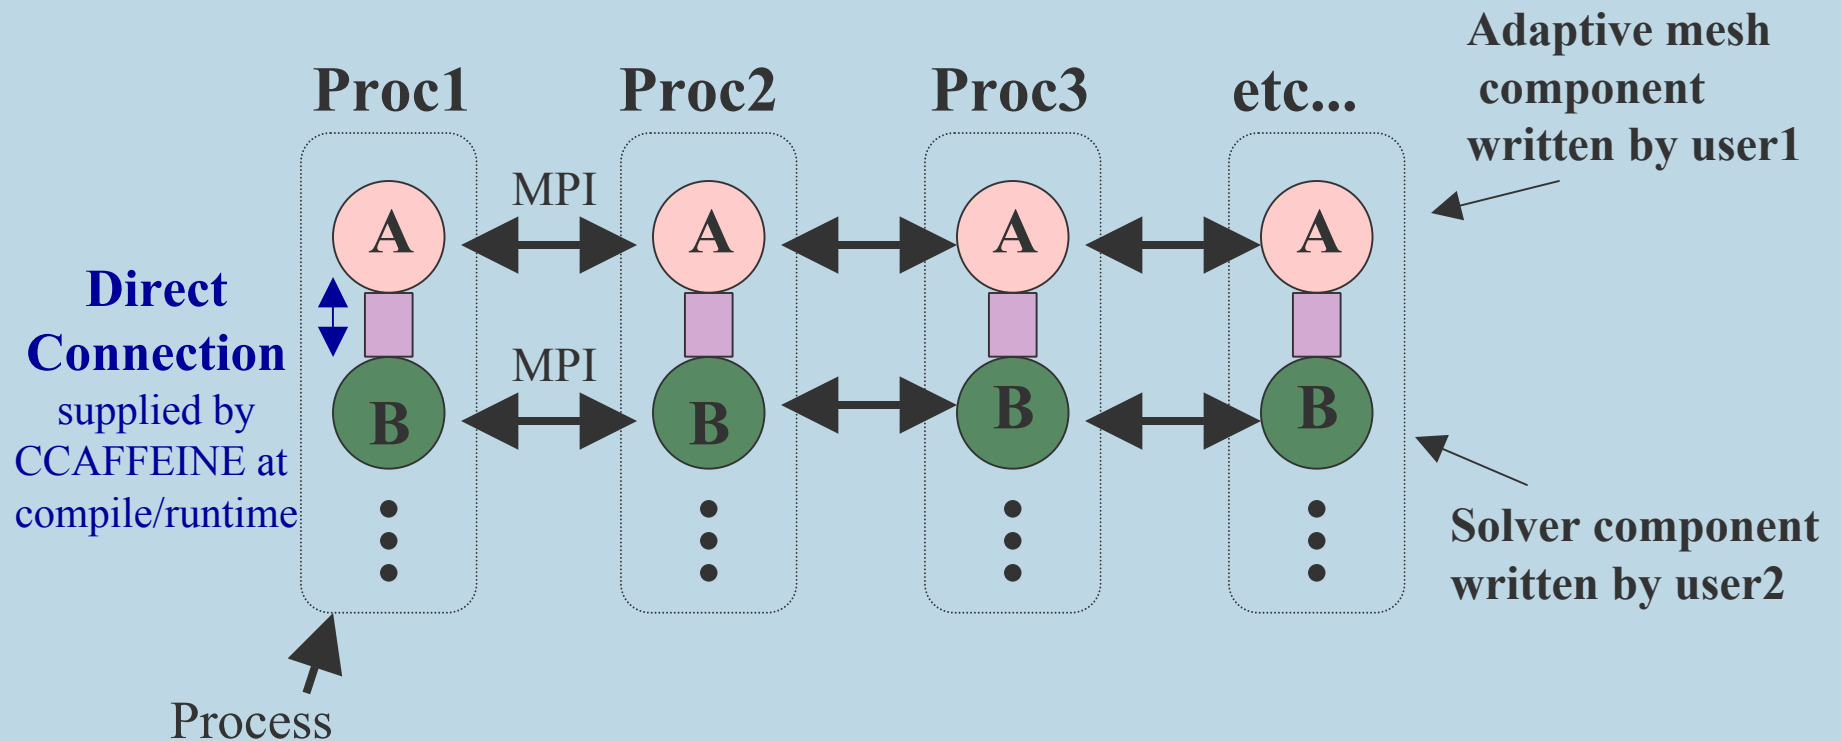 Adaptive mesh
component
written by user1
Proc1 Proc2 Proc3 etc...
MPI
A A A A
Direct
Connection
supplied by
CCAFFEINE at
compile/runtime
MPI
B B B B
Solver component
written by user2
Process